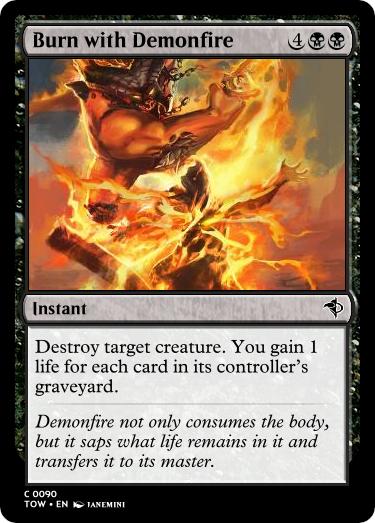 Burn with Demonfire 4
Instant
Destroy target creature. You gain 1
life for each card in its controller's
graveyard.
Demonfire not only consumes the body,
but it saps what life remains in it and
transfers it to its master.
C 0090
TOW • EN JANEMINI